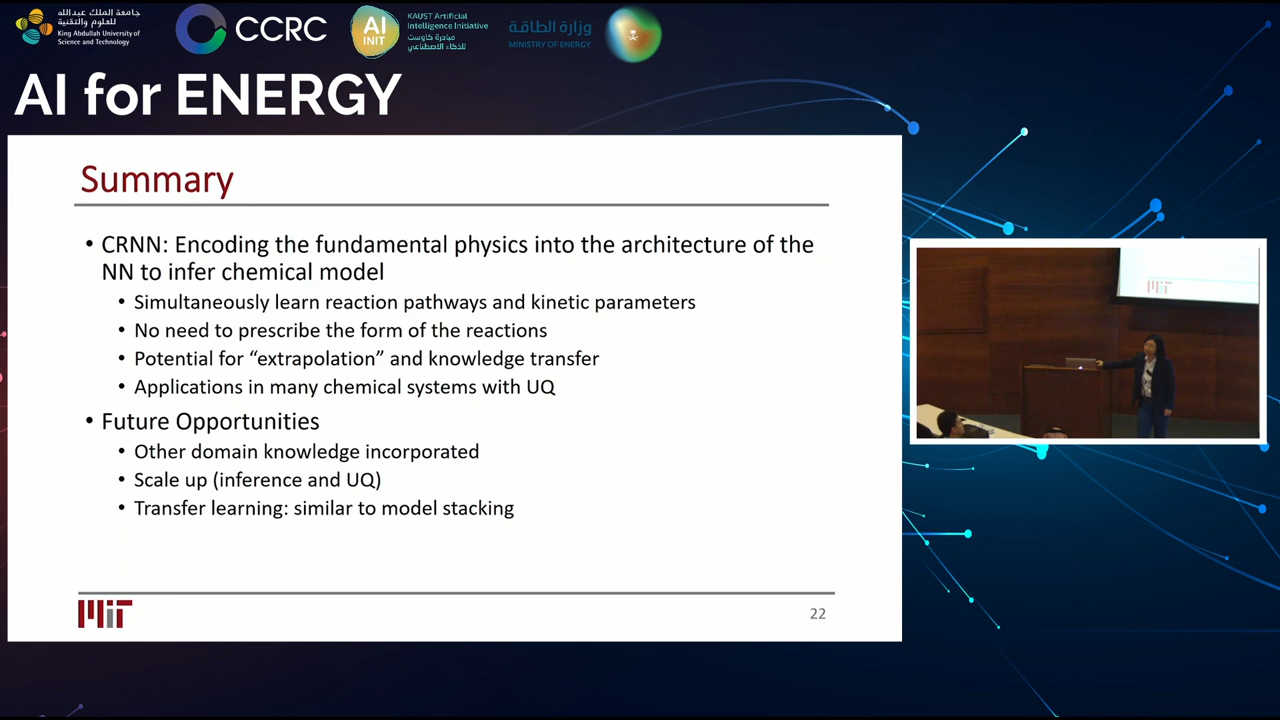 جامعة الملك عبدالله
للعلوم والتقنية
King Abdullah University of
Science and Technology
CCRC
AI
INIT
KAUST Artificial
Intelligence Initiative
مبادرة كاوست
للذكاء الاصطناعي
وزارة الطاقة
MINISTRY OF ENERGY
AI for ENERGY
Summary
• CRNN: Encoding the fundamental physics into the architecture of the
NN to infer chemical model
• Simultaneously learn reaction pathways and kinetic parameters
• No need to prescribe the form of the reactions
• Potential for “extrapolation” and knowledge transfer
• Applications in many chemical systems with UQ
• Future Opportunities
• Other domain knowledge incorporated
• Scale up (inference and UQ)
• Transfer learning: similar to model stacking
MIT
22
MIT